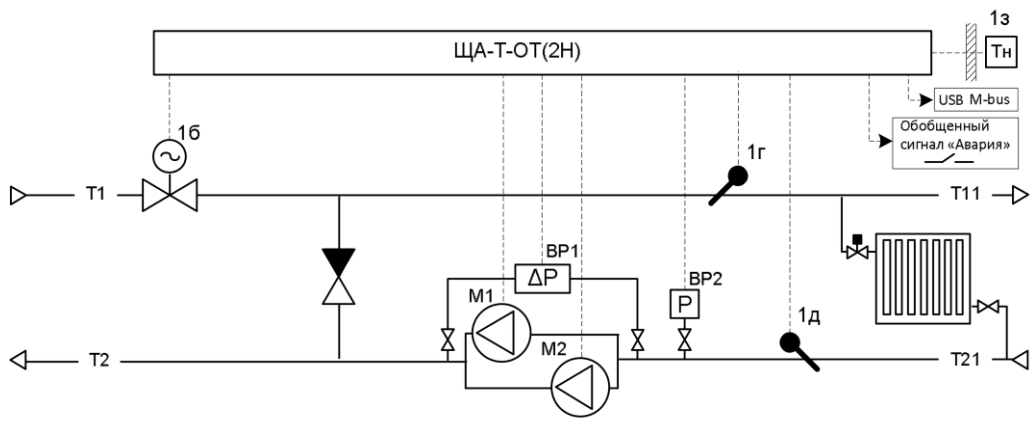 1з
ЩА-Т-ОТ(2Н)
Тн
USB M-bus
1б
Обобщенный
сигнал «Авария»
1г
Т1
Т11
ВР1
ΔР
ВР2
М1
Р
1д
М2
Т2
Т21